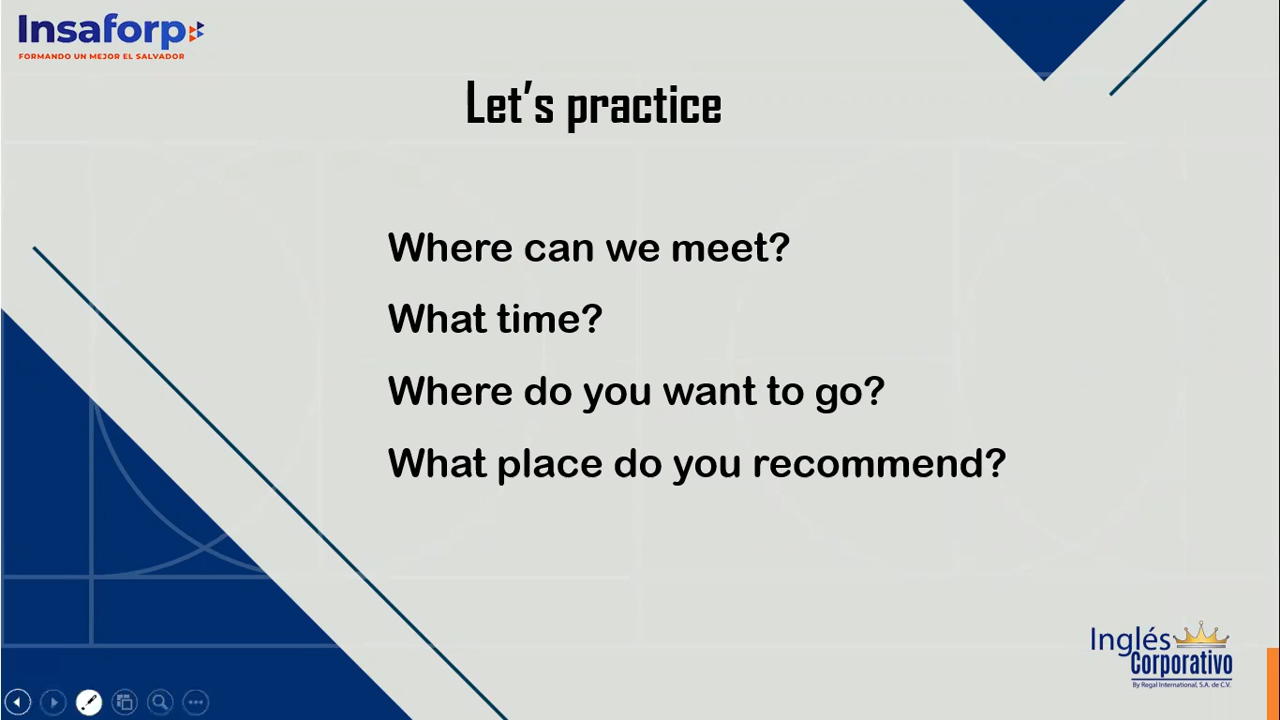 Insaforp
FORMANDO UN MEJOR EL SALVADOR
Let's practice
Where can we meet?
What time?
Where do you want to go?
What place do you recommend?
Inglés
Corporativo
By Regal International, S.A. de C.V.